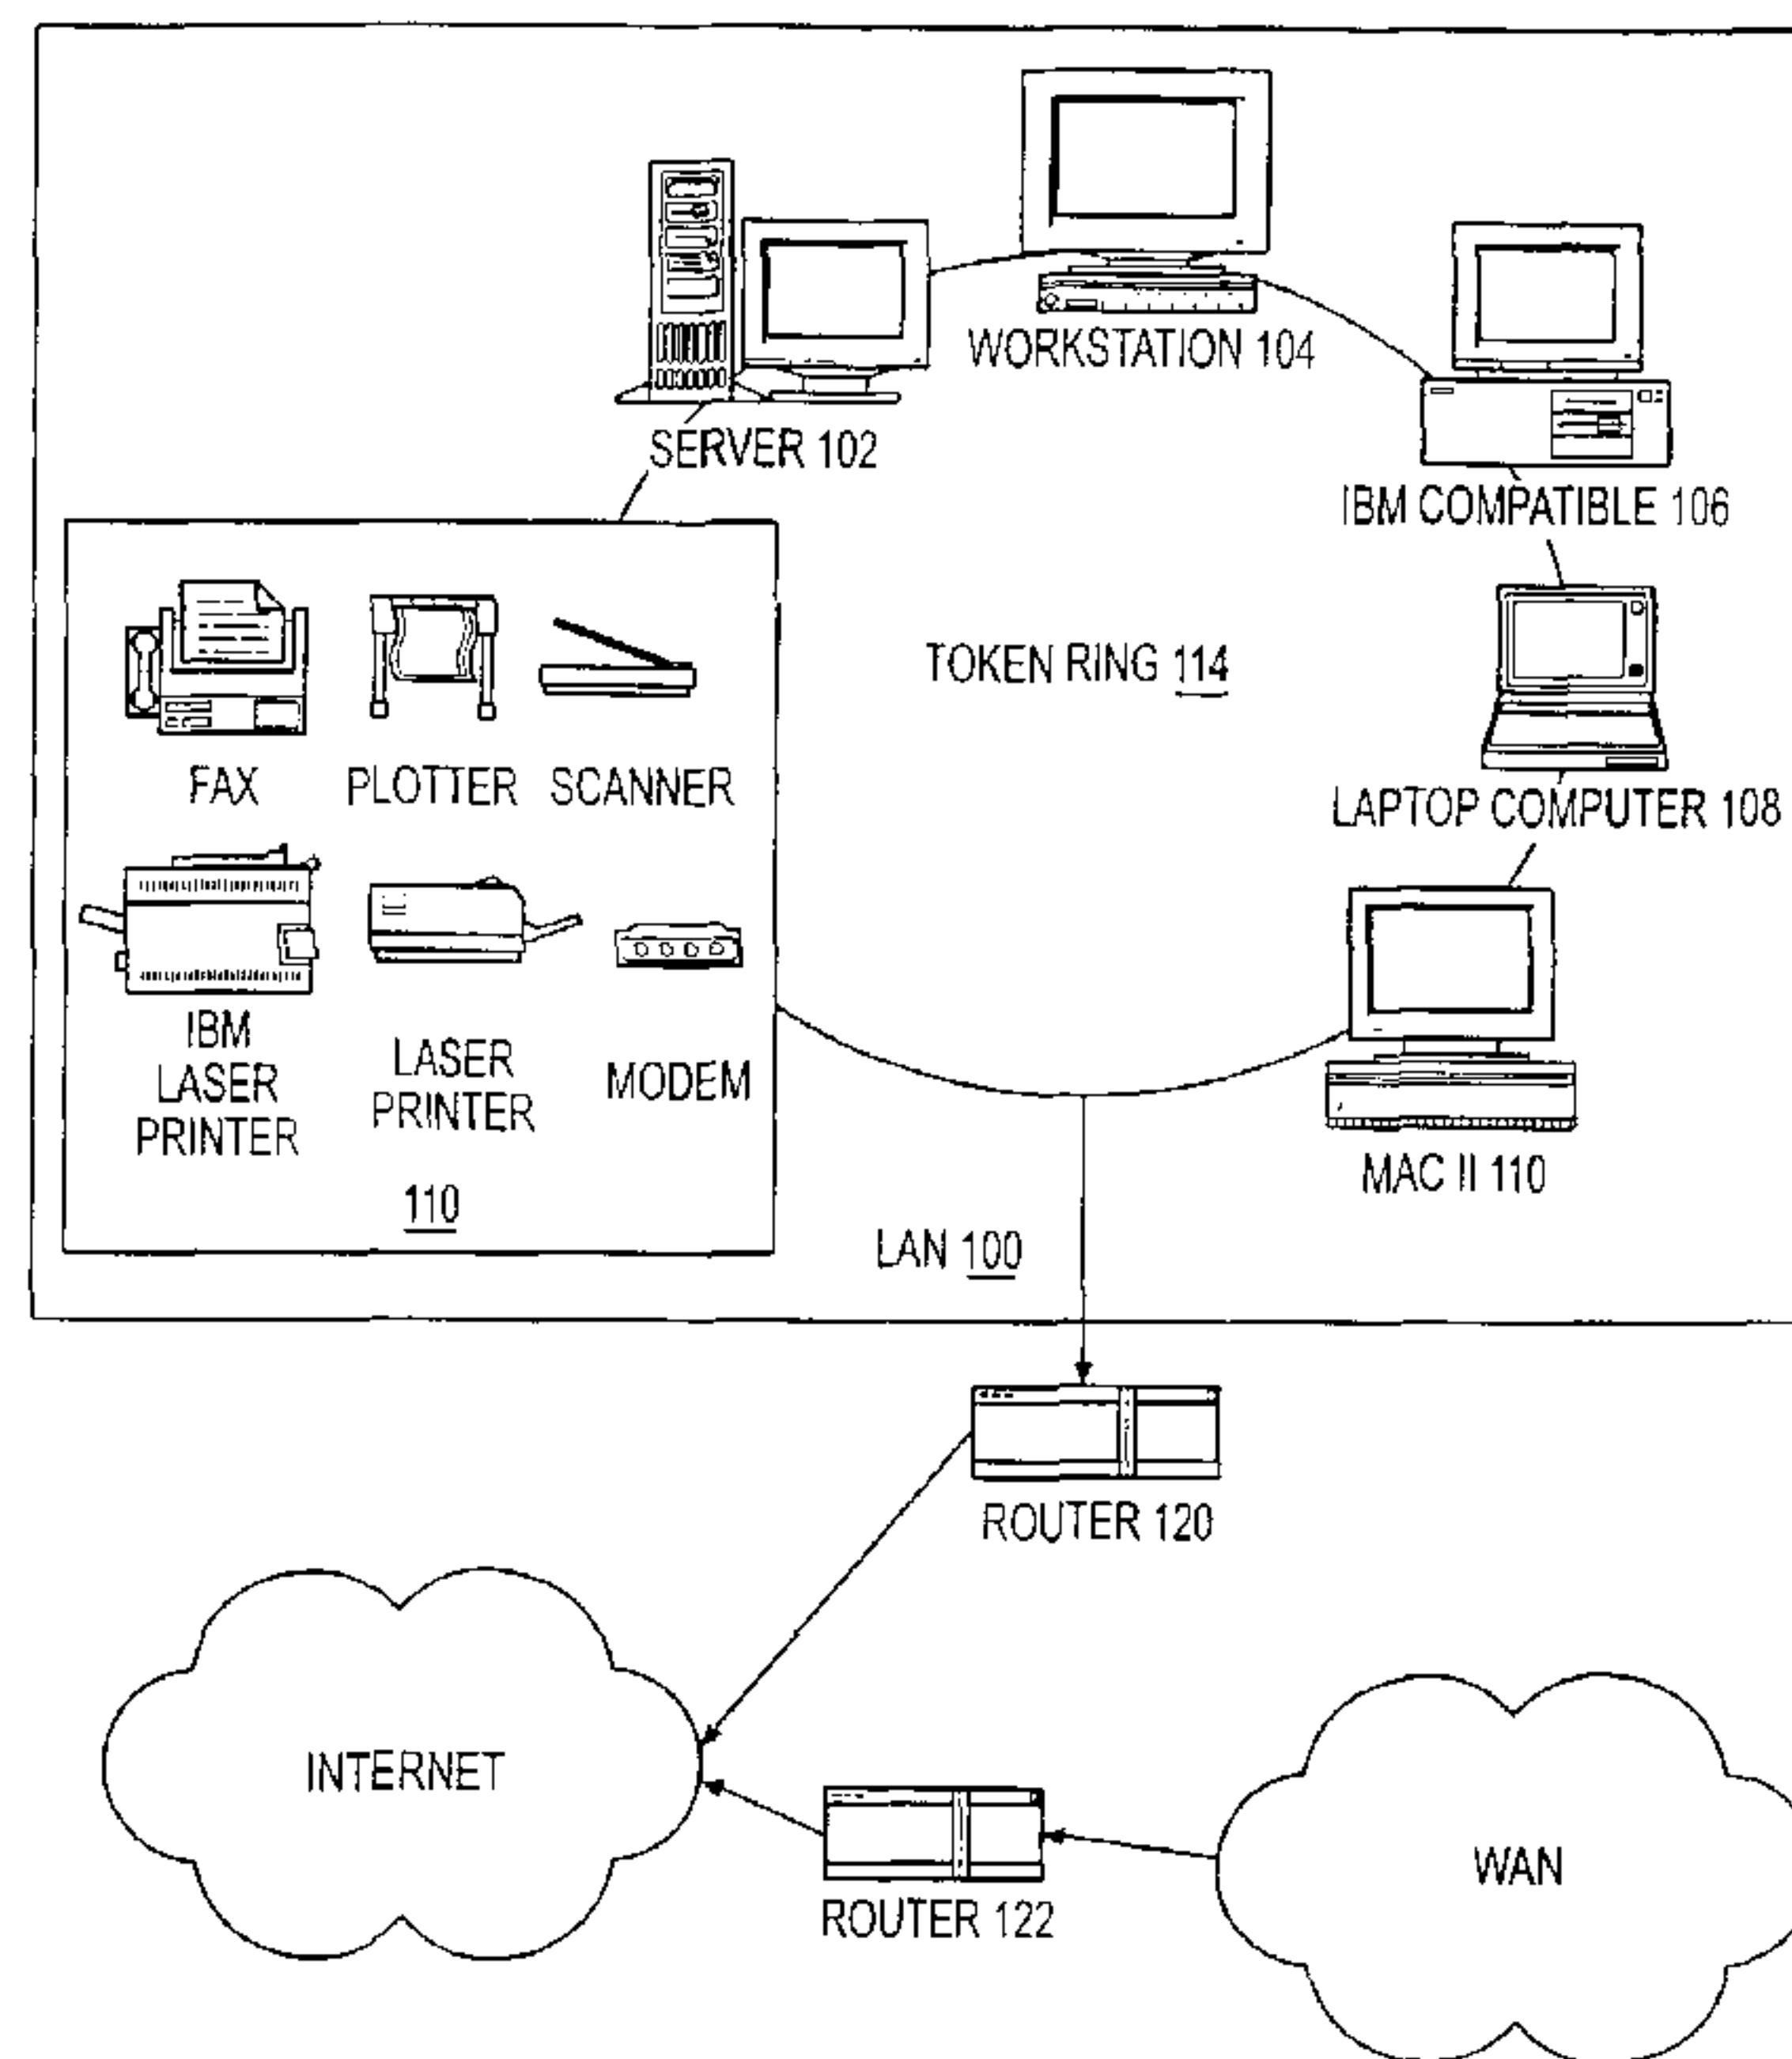 WORKSTATION 104
SERVER 102
IBM COMPATIBLE 106
TOKEN RING 114
FAX
PLOTTER
SCANNER
LAPTOP COMPUTER 108
IBM
LASER
PRINTER
LASER
PRINTER
MODEM
110
MAC II 110
LAN 100
ROUTER 120
INTERNET
ROUTER 122
WAN